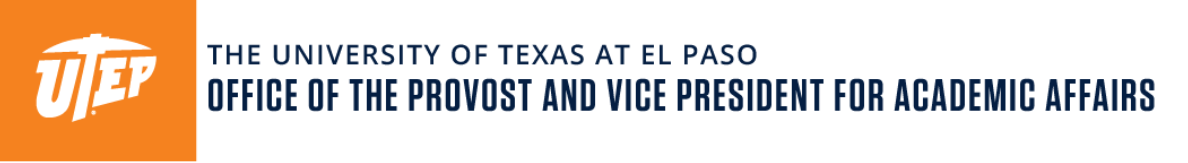 UTEP
THE UNIVERSITY OF TEXAS AT EL PASO
OFFICE OF THE PROVOST AND VICE PRESIDENT FOR ACADEMIC AFFAIRS